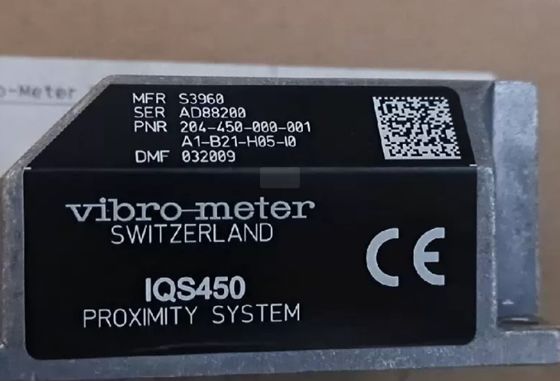 o-Meter
MFR S3960
SER AD88200
PNR 204-450-000-001
A1-B21-H05-I0
DMF 032009
vibro-meter
SWITZERLAND
CE
IQS450
PROXIMITY SYSTEM